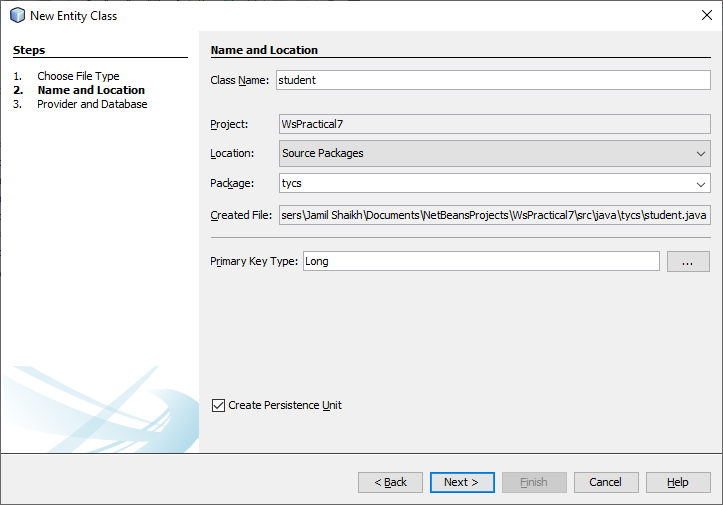 New Entity Class
Steps
1. Choose File Type
2. Name and Location
3. Provider and Database
Name and Location
Class Name: student
Project: WsPractical7
Location: Source Packages
Package: tycs
Created File: sers\Jamil Shaikh\Documents\NetBeansProjects\WsPractical7\src\java\tycs\student.java
Primary Key Type: Long ...
Create Persistence Unit
< Back Next > Finish Cancel Help